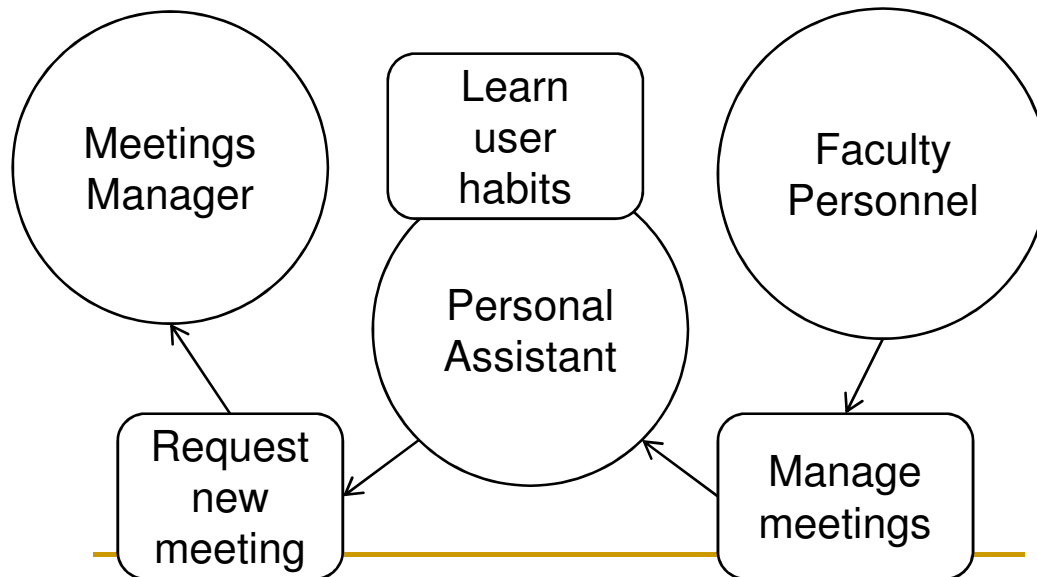 Meetings
Manager
Learn
user
habits
Faculty
Personnel
Personal
Assistant
Request
new
meeting
Manage
meetings